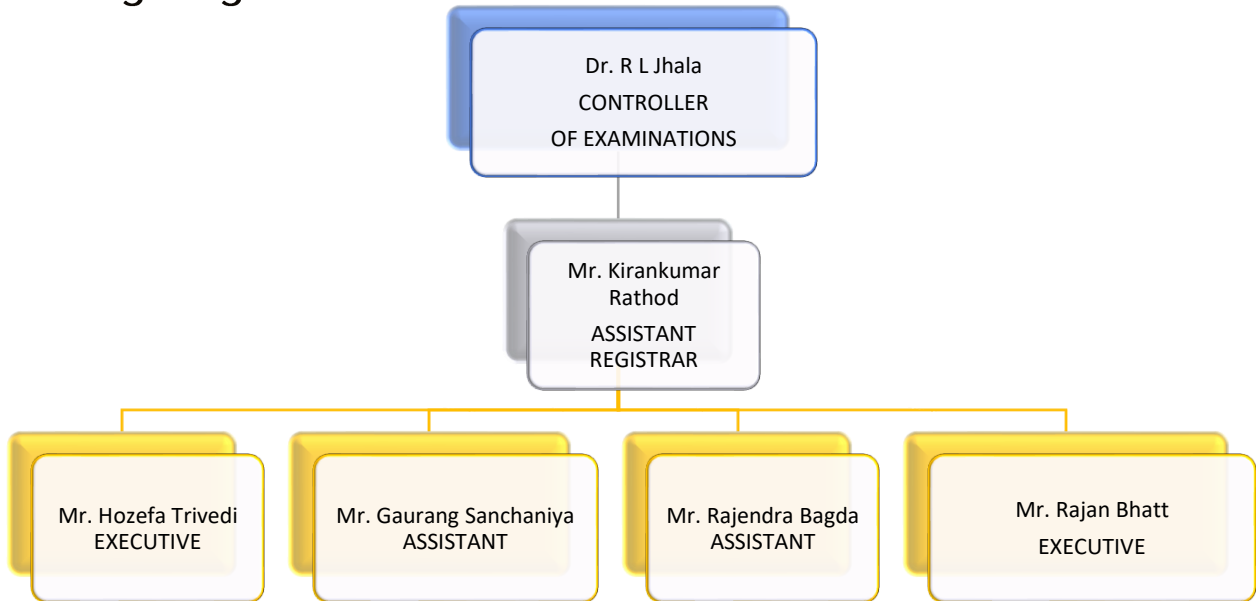 Dr. R L Jhala
CONTROLLER
OF EXAMINATIONS
Mr. Kirankumar
Rathod
ASSISTANT
REGISTRAR
Mr. Hozefa Trivedi
EXECUTIVE
Mr. Gaurang Sanchaniya
ASSISTANT
Mr. Rajendra Bagda
ASSISTANT
Mr. Rajan Bhatt
EXECUTIVE